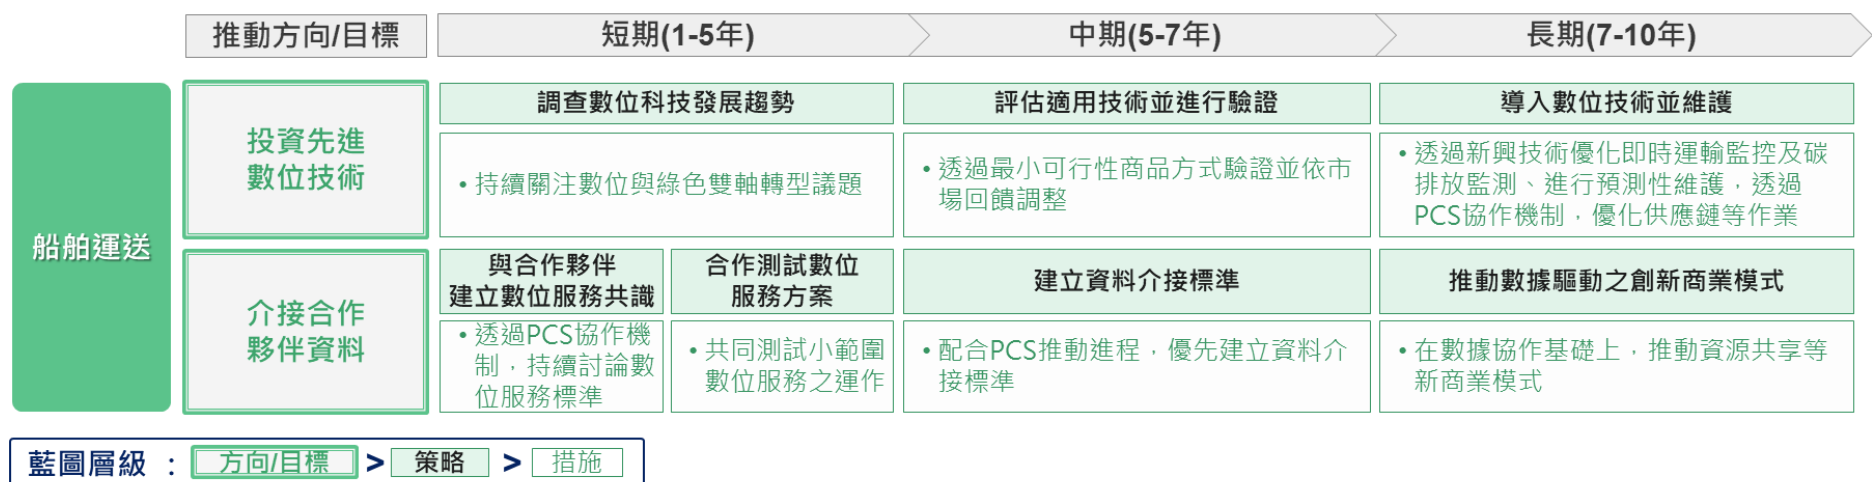 推動方向/目標
短期(1-5年)
中期(5-7年)
長期(7-10年)
船舶運送
投資先進
數位技術
調查數位科技發展趨勢
•持續關注數位與綠色雙軸轉型議題
評估適用技術並進行驗證
•透過最小可行性商品方式驗證並依市
場回饋調整
導入數位技術並維護
•透過新興技術優化即時運輸監控及碳
排放監測、進行預測性維護，透過
PCS協作機制，優化供應鏈等作業
介接合作
夥伴資料
與合作夥伴
建立數位服務共識
•透過PCS協作機
制，持續討論數
位服務標準
合作測試數位
服務方案
•共同測試小範圍
數位服務之運作
建立資料介接標準
•配合PCS推動進程，優先建立資料介
接標準
推動數據驅動之創新商業模式
•在數據協作基礎上，推動資源共享等
新商業模式
藍圖層級 ： 方向/目標 > 策略 > 措施